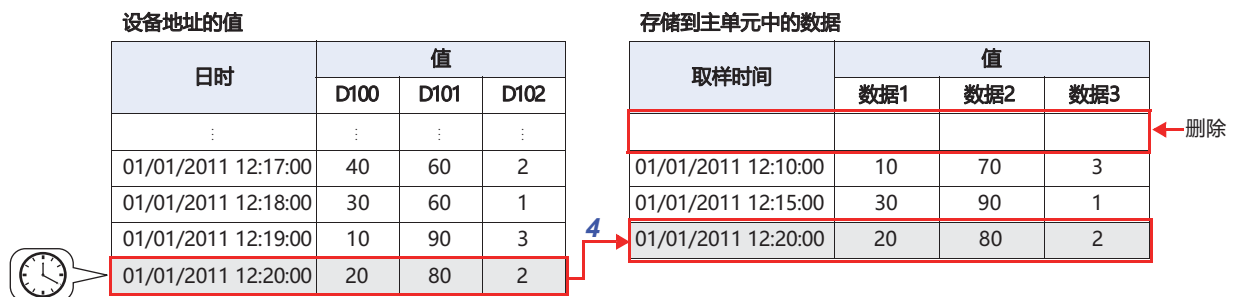 设备地址的值
日时 值
D100 D101 D102
⋮ ⋮ ⋮ ⋮
01/01/2011 12:17:00 40 60 2
01/01/2011 12:18:00 30 60 1
01/01/2011 12:19:00 10 90 3
01/01/2011 12:20:00 20 80 2
4
存储到主单元中的数据
取样时间 值
数据1 数据2 数据3
删除
01/01/2011 12:10:00 10 70 3
01/01/2011 12:15:00 30 90 1
01/01/2011 12:20:00 20 80 2